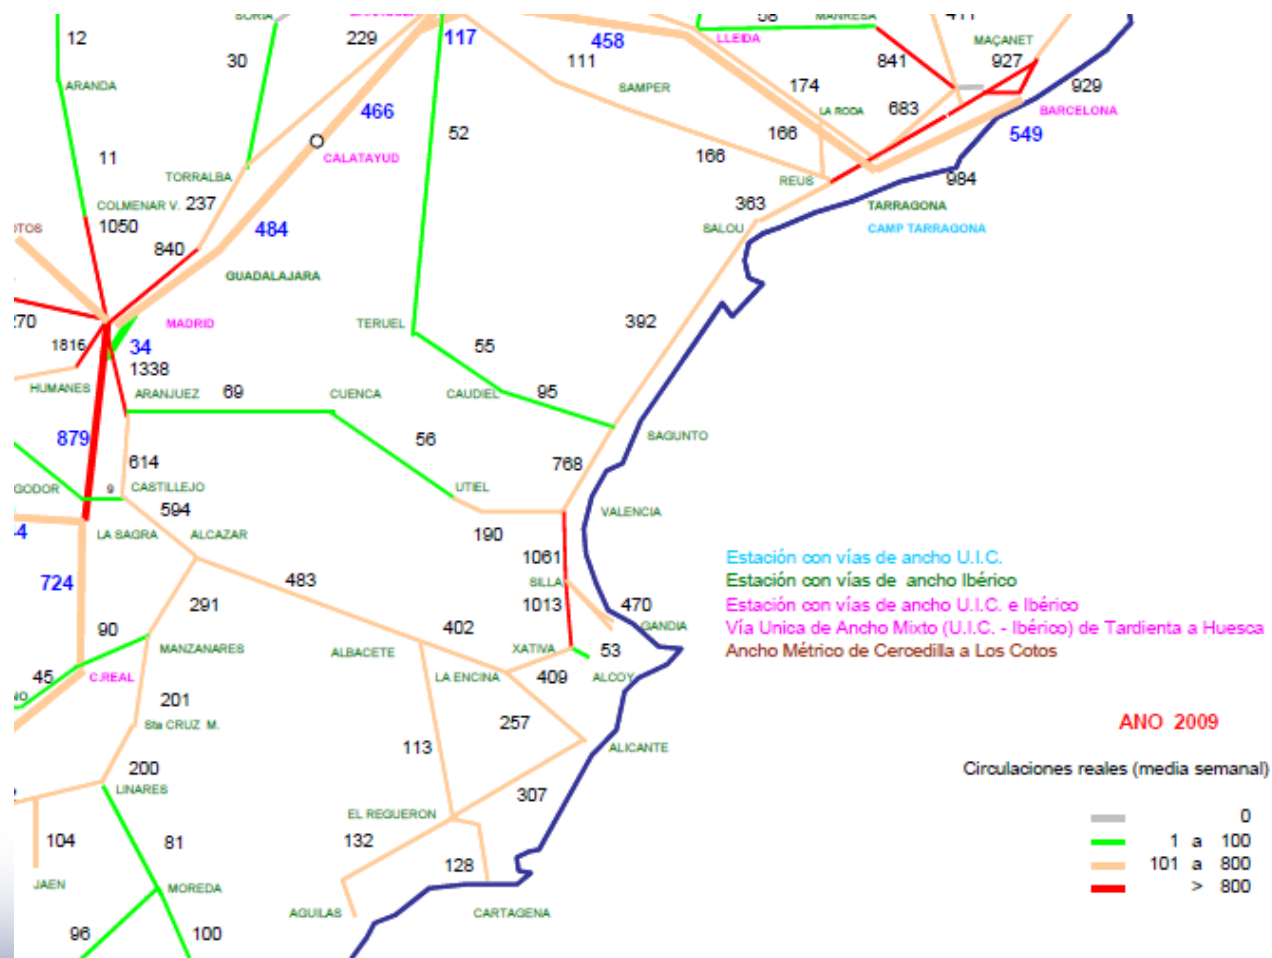 58
MANRESA
LLEIDA
12
30
229
117
458
111
SAMPER
841
MAÇANET
927
929
ARANDA
174
LA RODA
683
BARCELONA
549
466
52
166
166
11
CALATAYUD
TORRALBA
REUS
984
COLMENAR V.
237
363
TARRAGONA
1050
484
SALOU
CAMP TARRAGONA
840
GUADALAJARA
MADRID
TERUEL
392
1816
34
55
1338
HUMANES
ARANJUEZ
69
CUENCA
CAUDIEL
95
879
56
SAGUNTO
614
768
9
CASTILLEJO
UTIEL
594
VALENCIA
LA SAGRA
ALCAZAR
190
724
1061
Estación con vías de ancho U.I.C.
483
SILLA
Estación con vías de ancho Ibérico
291
1013
470
Estación con vías de ancho U.I.C. e Ibérico
90
402
GANDIA
Vía Unica de Ancho Mixto (U.I.C. - Ibérico) de Tardienta a Huesca
MANZANARES
ALBACETE
XATIVA
53
Ancho Métrico de Cercedilla a Los Cotos
45
C.REAL
LA ENCINA
409
ALCOY
201
Sta CRUZ M.
257
ANO 2009
113
ALICANTE
200
Circulaciones reales (media semanal)
LINARES
307
EL REGUERON
0
104
81
132
1 a 100
128
101 a 800
JAEN
MOREDA
> 800
AGUILAS
CARTAGENA
96
100